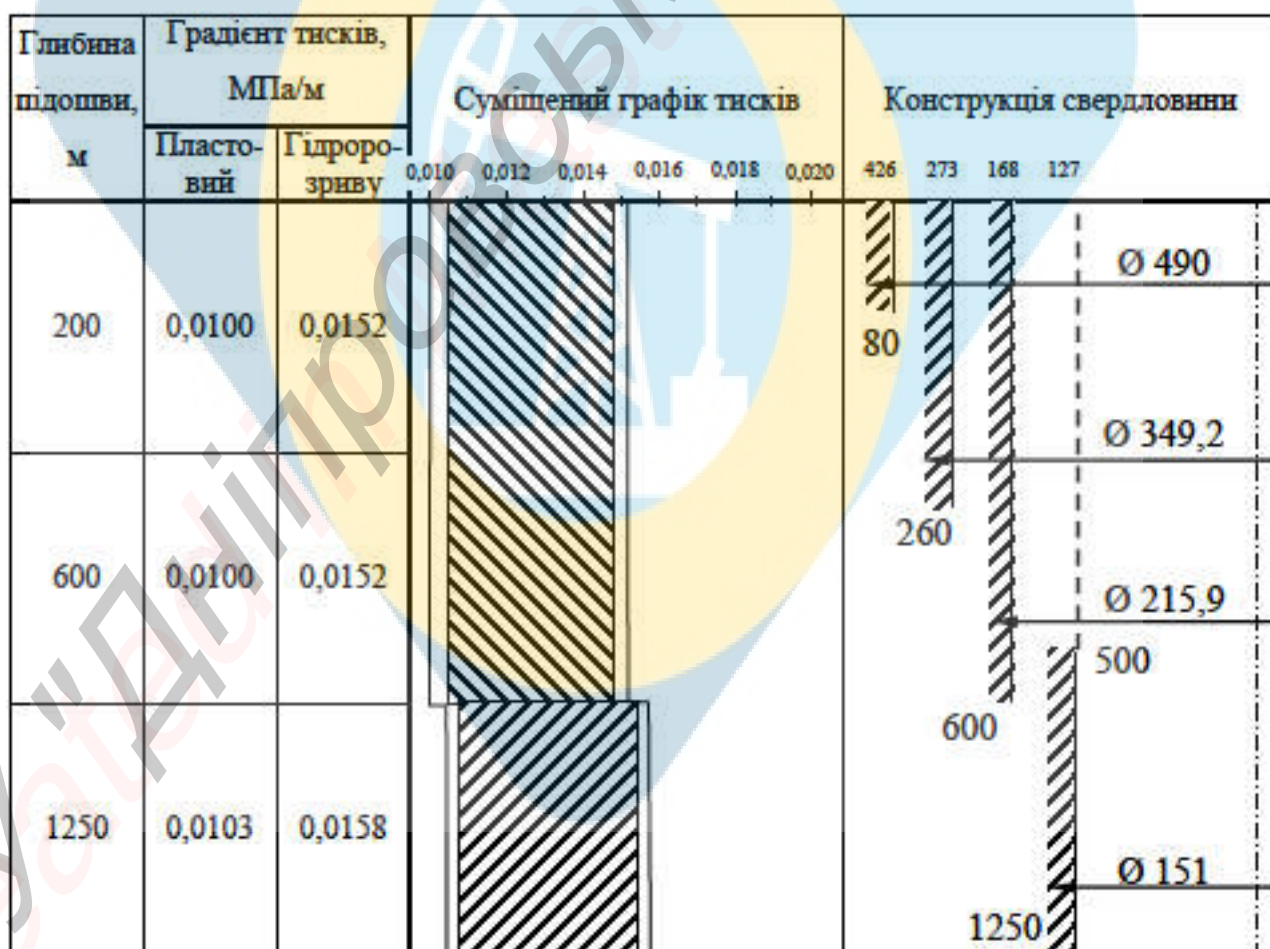 Глибина підошви, м
Градієнт тисків, МПа/м
Пласто-
вий
Гідроро-
зриву
Суміщений графік тисків
0,010 0,012 0,014 0,016 0,018 0,020
Конструкція свердловини
426 273 168 127
200 0,0100 0,0152
600 0,0100 0,0152
1250 0,0103 0,0158
Ø 490
80
Ø 349,2
260
Ø 215,9
500
600
Ø 151
1250
"Дніпровськ